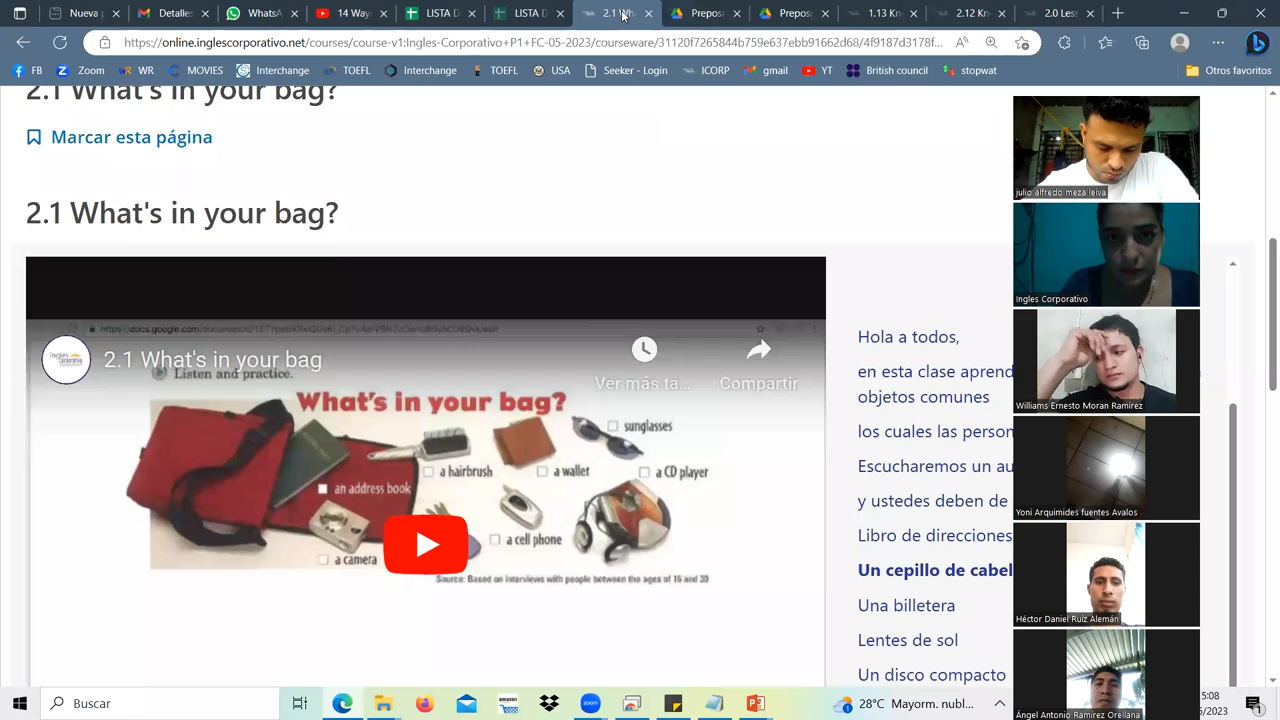 Nueva
Detalles
WhatsA
14 Way
LISTA D
LISTA D
2.1 Wh
Prepos
Prepos
1.13 Kn
2.12 Kn
2.0 Less
https://online.inglescorporativo.net/courses/course-v1:Ingles-Corporativo+P1+FC-05-2023/courseware/31120f7265844b759e637ebb91662d68/4f9187d3178f...
FB
Zoom
WR
MOVIES
Interchange
TOEFL
Interchange
TOEFL
USA
Seeker - Login
ICORP
gmail
YT
British council
stopwat
Otros favoritos
2.1 What's in your bag?
Marcar esta página
2.1 What's in your bag?
2.1 What's in your bag
Ver más ta...
Compartir
Listen and practice.
What's in your bag?
sunglasses
a hairbrush
a wallet
a CD player
an address book
a cell phone
a camera
Source: Based on interviews with people between the ages of 16 and 30
Hola a todos,
en esta clase aprend
objetos comunes
los cuales las person
Escucharemos un au
y ustedes deben de
Libro de direcciones
Un cepillo de cabel
Una billetera
Lentes de sol
Un disco compacto
julio alfredo meza leiva
Ingles Corporativo
Williams Ernesto Moran Ramirez
Yoni Arquimides fuentes Avalos
Héctor Daniel Ruiz Alemán
Ángel Antonio Ramírez Orellana
Buscar
28°C Mayorm. nubl...
5:08